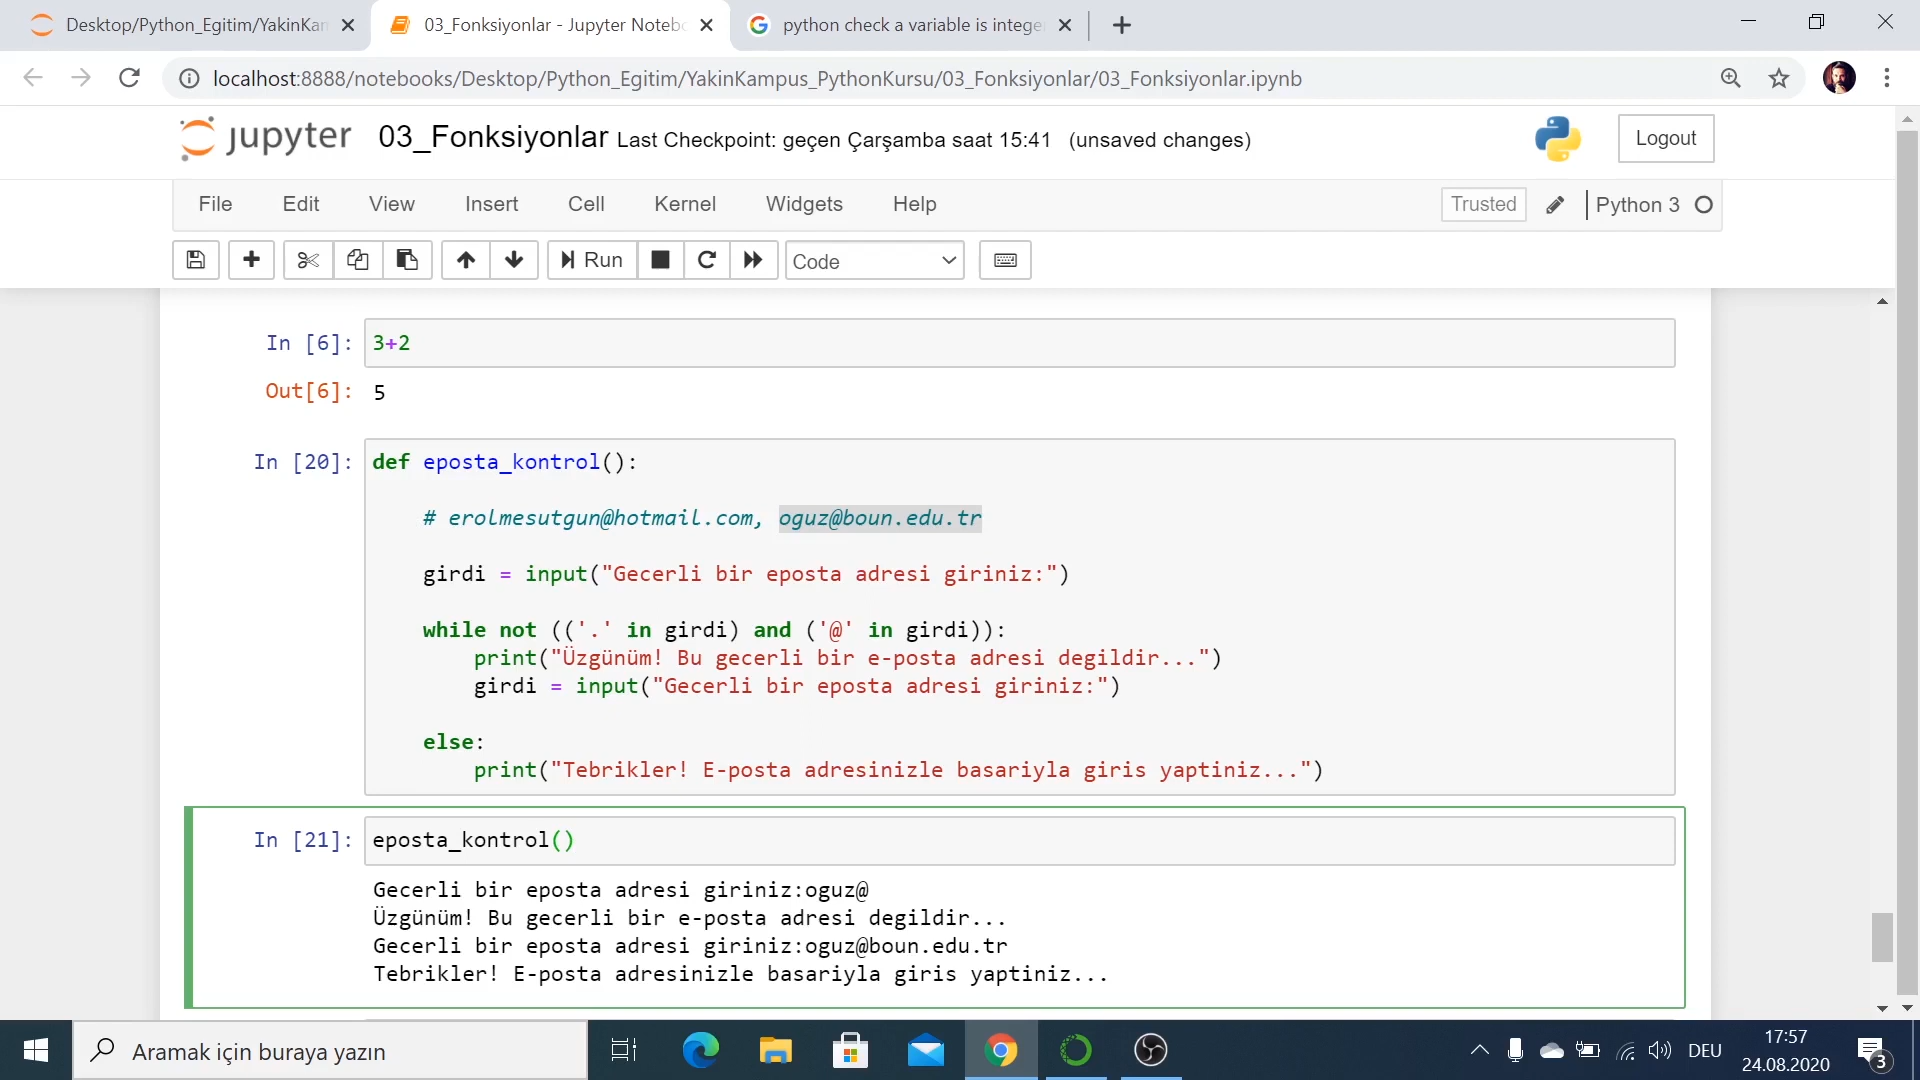 Desktop/Python_Egitim/YakinKam
03_Fonksiyonlar - Jupyter Notebo
python check a variable is intege
localhost:8888/notebooks/Desktop/Python_Egitim/YakinKampus_PythonKursu/03_Fonksiyonlar/03_Fonksiyonlar.ipynb
jupyter 03_Fonksiyonlar Last Checkpoint: geçen Çarşamba saat 15:41 (unsaved changes)
Logout
File Edit View Insert Cell Kernel Widgets Help
Trusted Python 3
Run Code
In [6]: 3+2
Out[6]: 5
In [20]: def eposta_kontrol():
# erolmesutgun@hotmail.com, oguz@boun.edu.tr
girdi = input("Gecerli bir eposta adresi giriniz:")
while not (('.' in girdi) and ('@' in girdi)):
print("Üzgünüm! Bu gecerli bir e-posta adresi degildir...")
girdi = input("Gecerli bir eposta adresi giriniz:")
else:
print("Tebrikler! E-posta adresinizle basariyla giris yaptiniz...")
In [21]: eposta_kontrol()
Gecerli bir eposta adresi giriniz:oguz@
Üzgünüm! Bu gecerli bir e-posta adresi degildir...
Gecerli bir eposta adresi giriniz:oguz@boun.edu.tr
Tebrikler! E-posta adresinizle basariyla giris yaptiniz...
Aramak için buraya yazın
DEU
17:57
24.08.2020
3